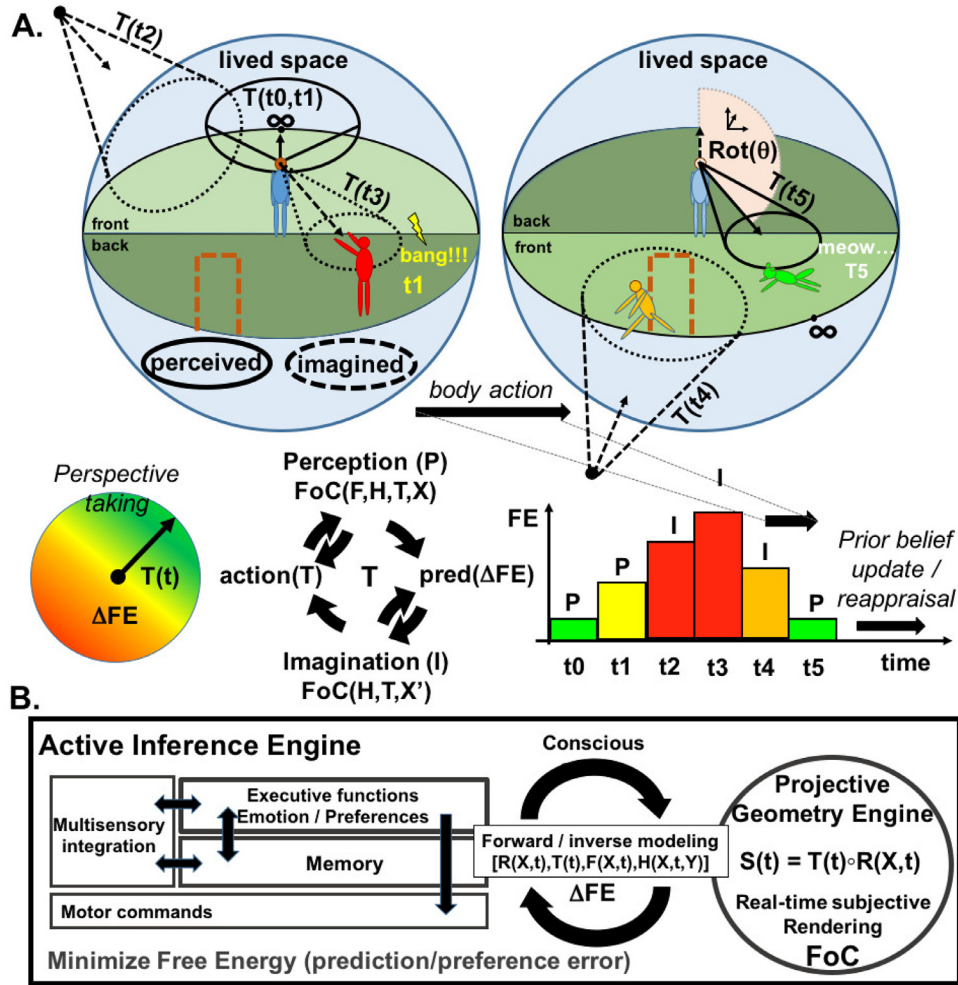 A.
T(t2)
lived space
T(t0,t1)
∞
T(t3)
front
back
bang!!!
t1
perceived
imagined
lived space
Rot(θ)
T(t5)
back
front
meow...
T5
∞
T(t4)
body action
Perspective
taking
T(t)
ΔFE
Perception (P)
FoC(F,H,T,X)
action(T)
T
pred(ΔFE)
Imagination (I)
FoC(H,T,X')
FE
P
P
I
I
I
P
t0
t1
t2
t3
t4
t5
time
Prior belief
update /
reappraisal
B.
Active Inference Engine
Multisensory
integration
Executive functions
Emotion / Preferences
Memory
Motor commands
Minimize Free Energy (prediction/preference error)
Conscious
Forward / inverse modeling
[R(X,t),T(t),F(X,t),H(X,t,Y)]
ΔFE
Projective
Geometry Engine
S(t) = T(t)∘R(X,t)
Real-time subjective
Rendering
FoC